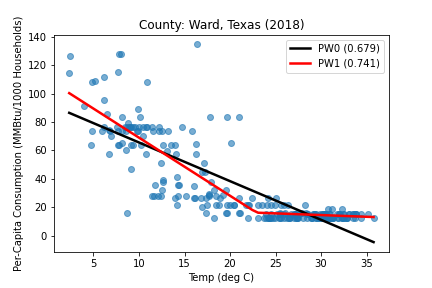 County: Ward, Texas (2018)
Per-Capita Consumption (MMBtu/1000 Households)
140
120
100
80
60
40
20
0
PW0 (0.679)
PW1 (0.741)
5 10 15 20 25 30 35
Temp (deg C)